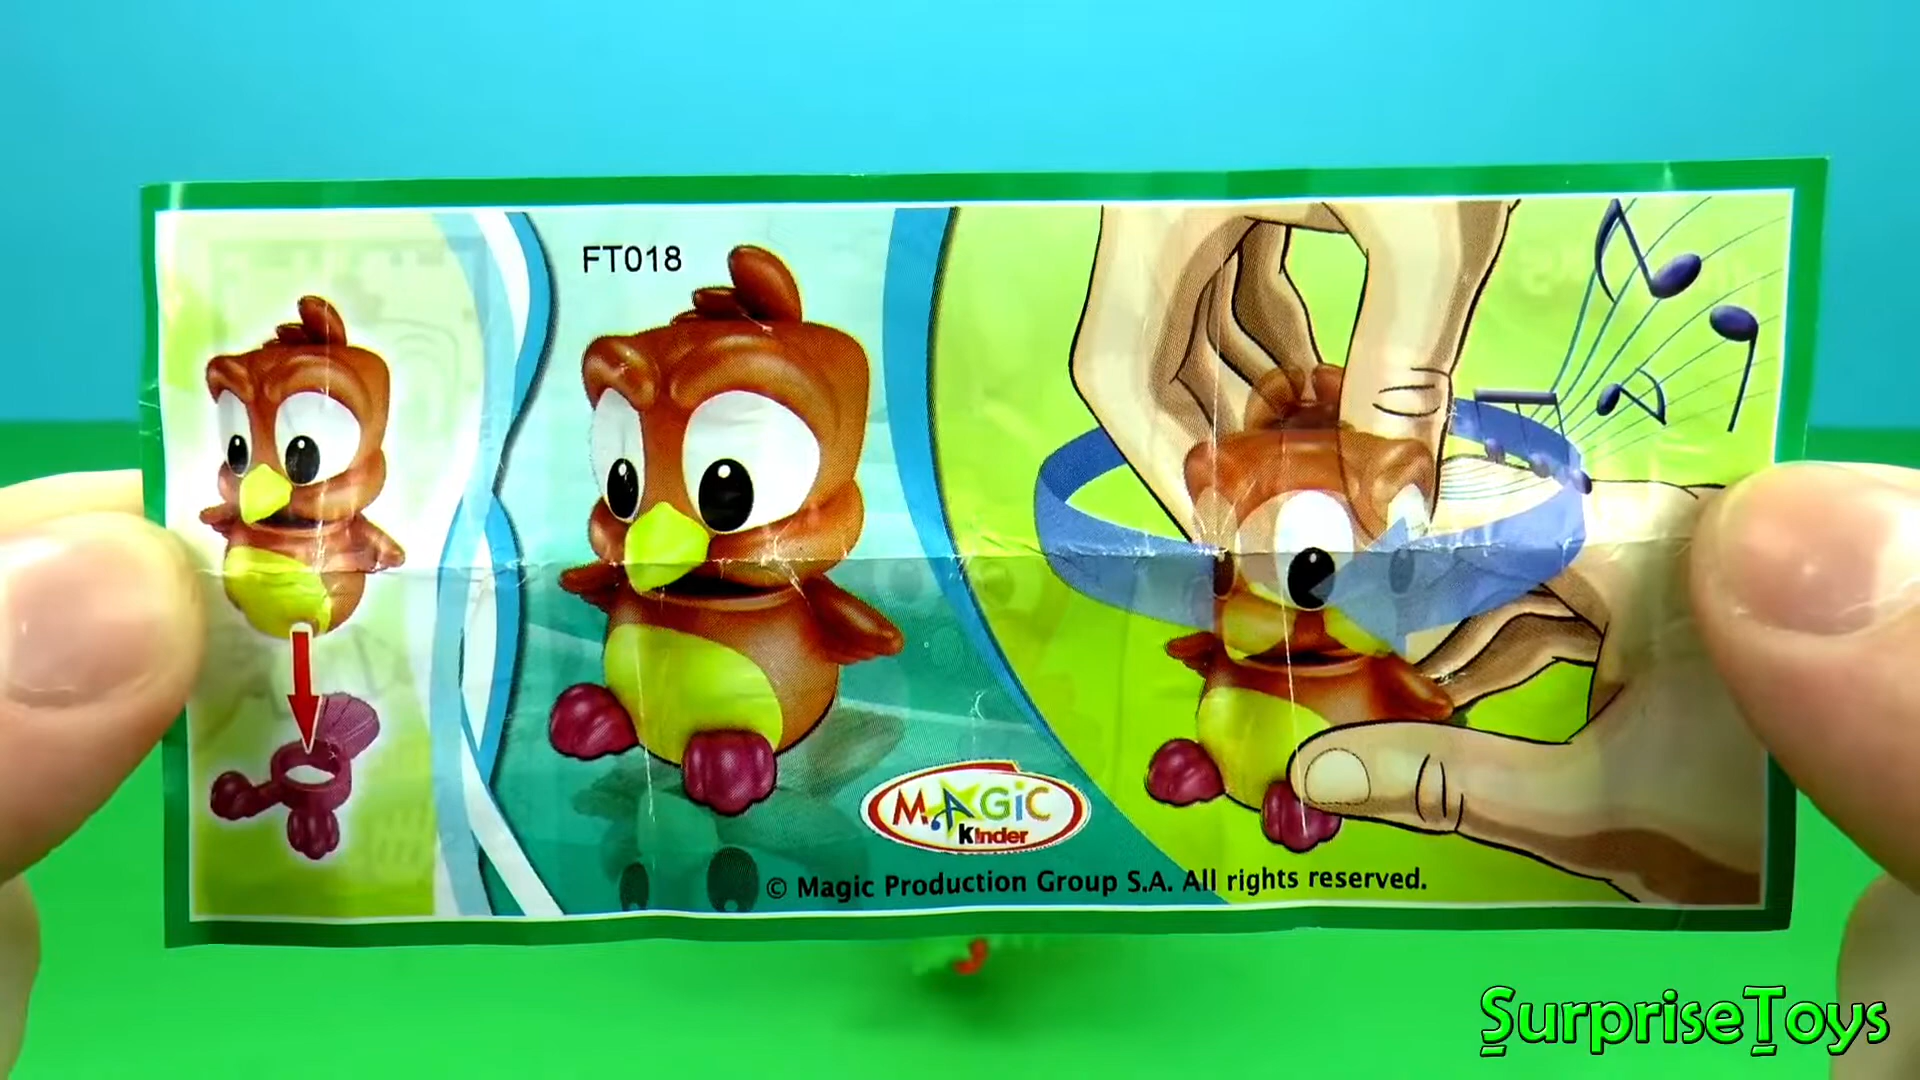 FT018
MAGiC
Kinder
© Magic Production Group S.A. All rights reserved.
SurpriseToys